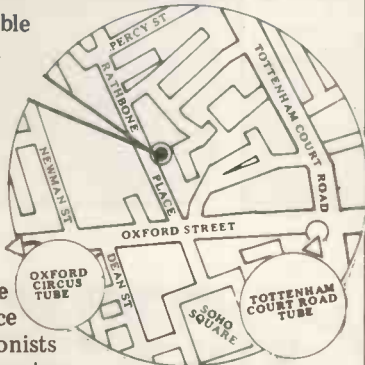 ble
PERCY ST
RATHBONE
PLACE
TOTTENHAM COURT
ROAD
NEWMAN ST
OXFORD STREET
DEAN ST
OXFORD
CIRCUS
TUBE
SOHO
SQUARE
TOTTENHAM
COURT ROAD
TUBE
e
ce
onists